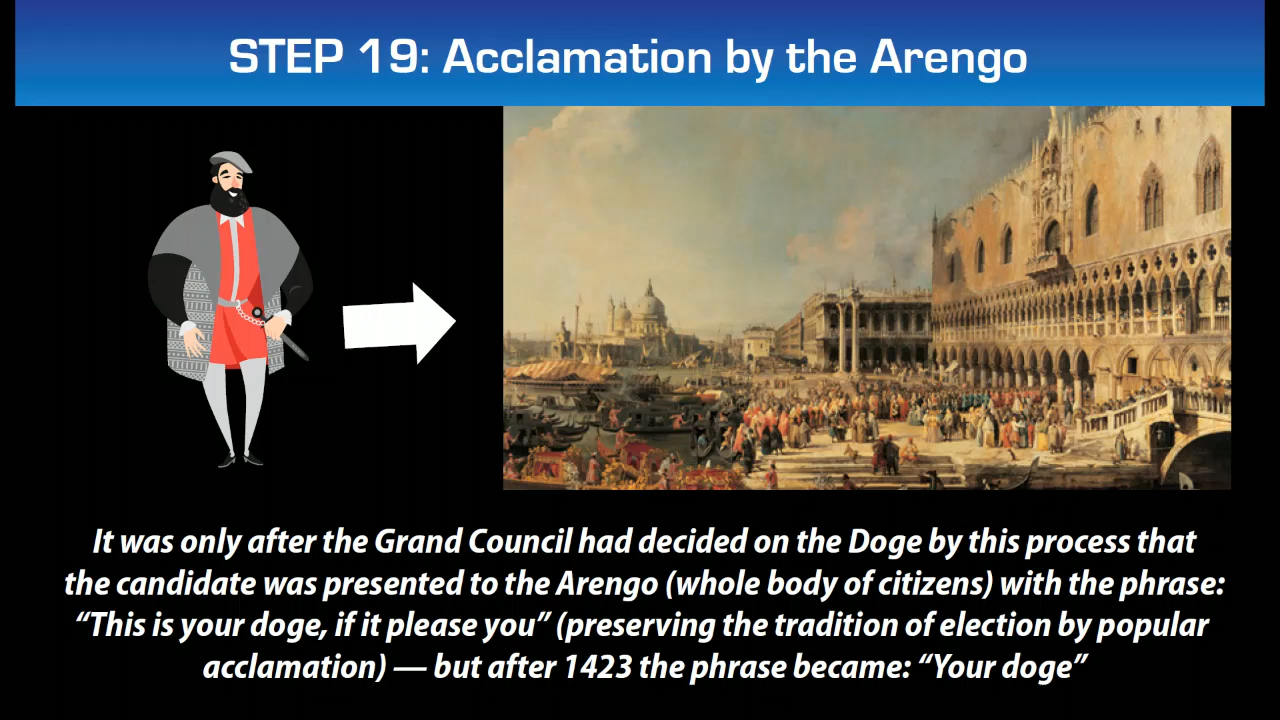 STEP 19: Acclamation by the Arengo
It was only after the Grand Council had decided on the Doge by this process that
the candidate was presented to the Arengo (whole body of citizens) with the phrase:
“This is your doge, if it please you” (preserving the tradition of election by popular
acclamation) — but after 1423 the phrase became: “Your doge”